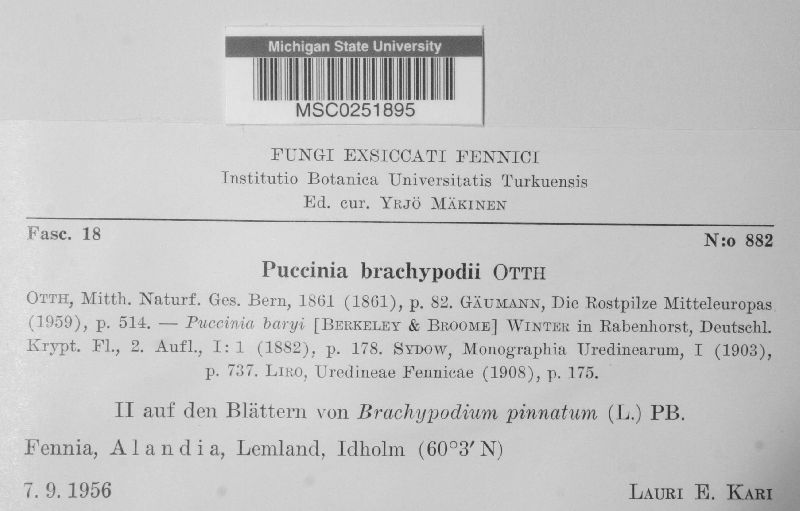 Michigan State University
MSC0251895
FUNGI EXSICCATI FENNICI
Institutio Botanica Universitatis Turkuensis
Ed. cur. YRJÖ MÄKINEN
Fasc. 18
N:o 882
Puccinia brachypodii OTTH
OTTH, Mitth. Naturf. Ges. Bern, 1861 (1861), p. 82. GÄUMANN, Die Rostpilze Mitteleuropas
(1959), p. 514. — Puccinia baryi [BERKELEY & BROOME] WINTER in Rabenhorst, Deutschl.
Krypt. Fl., 2. Aufl., I: 1 (1882), p. 178. SYDOW, Monographia Uredinearum, I (1903),
p. 737. LIRO, Uredineae Fennicae (1908), p. 175.
II auf den Blättern von Brachypodium pinnatum (L.) PB.
Fennia, Alandia, Lemland, Idholm (60°3′ N)
7. 9. 1956
LAURI E. KARI